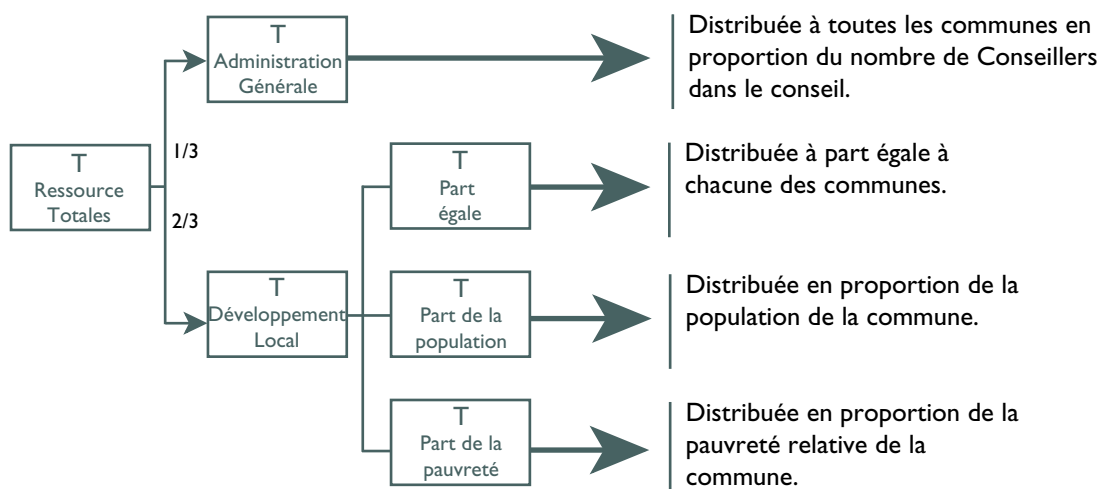 T
Administration
Générale
Distribuée à toutes les communes en
proportion du nombre de Conseillers
dans le conseil.
1/3
T
Ressource
Totales
2/3
T
Part
égale
Distribuée à part égale à
chacune des communes.
T
Développement
Local
T
Part de la
population
Distribuée en proportion de la
population de la commune.
T
Part de la
pauvreté
Distribuée en proportion de la
pauvreté relative de la
commune.